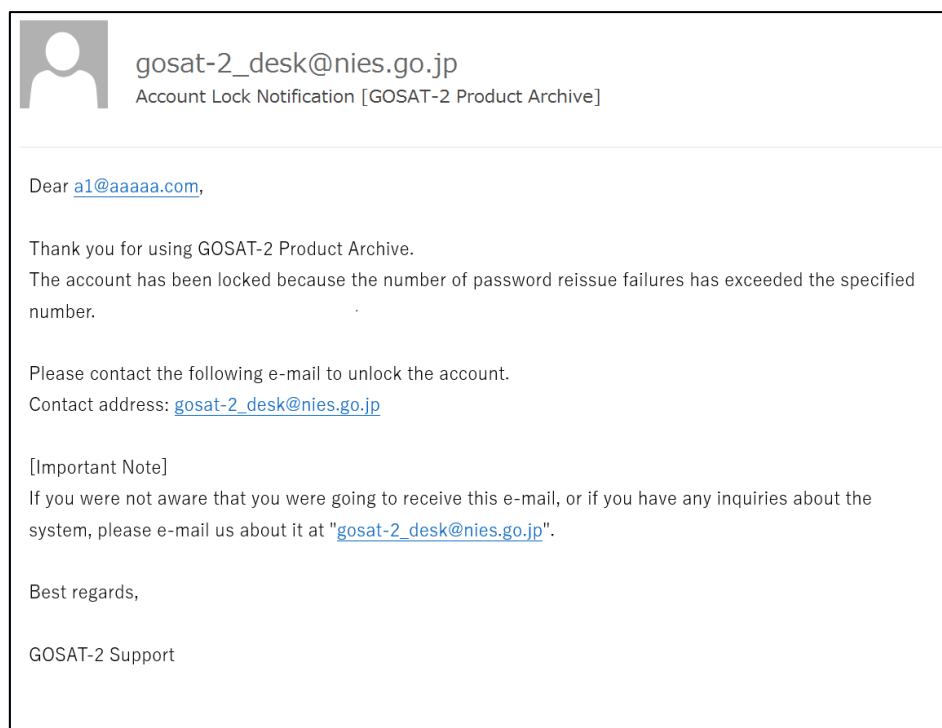 gosat-2_desk@nies.go.jp
Account Lock Notification [GOSAT-2 Product Archive]
Dear a1@aaaaa.com,
Thank you for using GOSAT-2 Product Archive.
The account has been locked because the number of password reissue failures has exceeded the specified
number.
Please contact the following e-mail to unlock the account.
Contact address: gosat-2_desk@nies.go.jp
[Important Note]
If you were not aware that you were going to receive this e-mail, or if you have any inquiries about the
system, please e-mail us about it at "gosat-2_desk@nies.go.jp".
Best regards,
GOSAT-2 Support